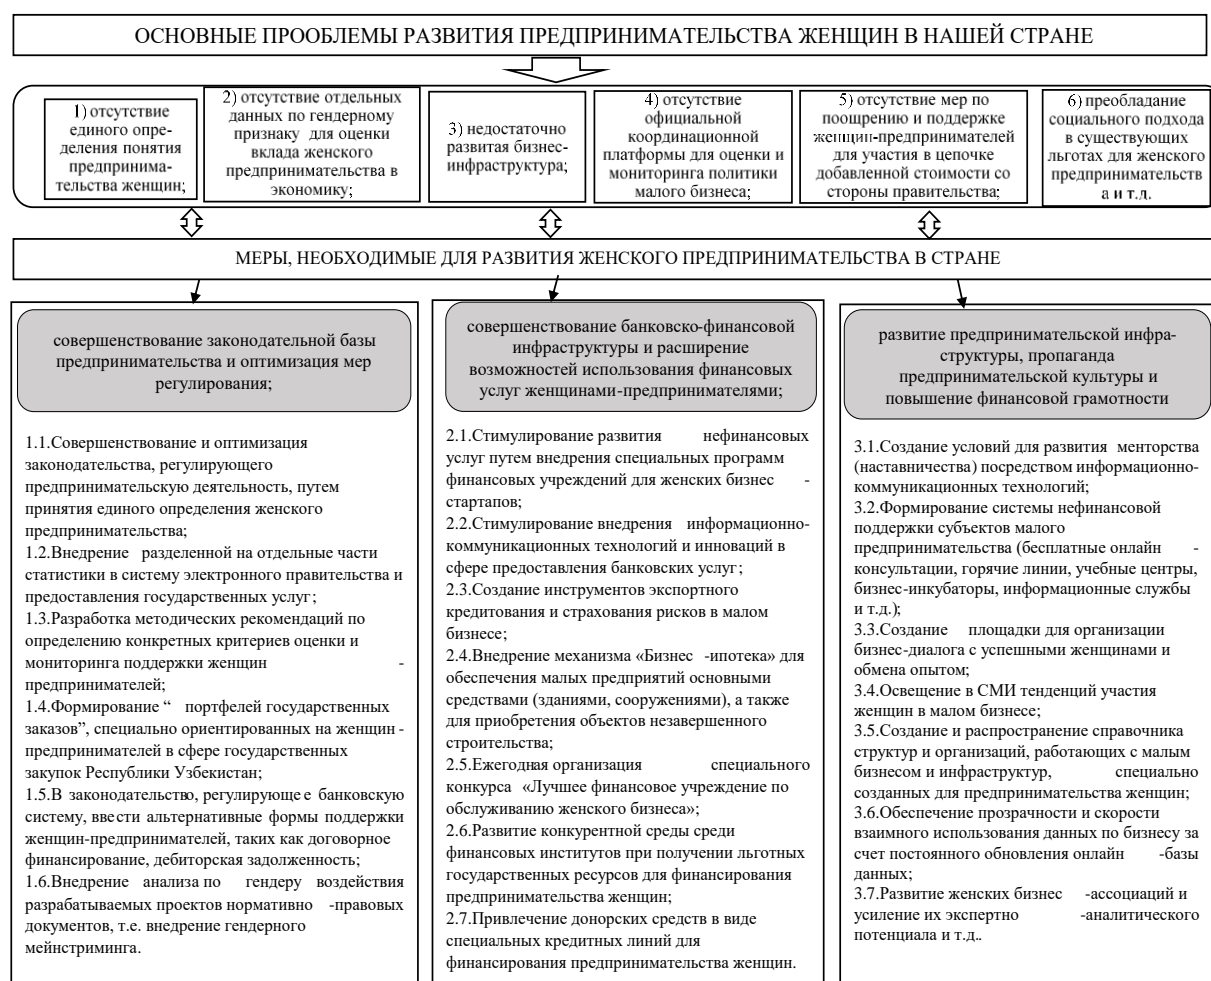 ОСНОВНЫЕ ПРООБЛЕМЫ РАЗВИТИЯ ПРЕДПРИНИМАТЕЛЬСТВА ЖЕНЩИН В НАШЕЙ СТРАНЕ
1) отсутствие
единого опре-
деления понятия
предпринима-
тельства женщин;
2) отсутствие отдельных
данных по гендерному
признаку для оценки
вклада женского
предпринимательства в
экономику;
3) недостаточно
развитая бизнес-
инфраструктура;
4) отсутствие
официальной
координационной
платформы для оценки и
мониторинга политики
малого бизнеса;
5) отсутствие мер по
поощрению и поддержке
женщин-предпринимателей
для участия в цепочке
добавленной стоимости со
стороны правительства;
6) преобладание
социального подхода
в существующих
льготах для женского
предпринимательств
а и т.д.
МЕРЫ, НЕОБХОДИМЫЕ ДЛЯ РАЗВИТИЯ ЖЕНСКОГО ПРЕДПРИНИМАТЕЛЬСТВА В СТРАНЕ
совершенствование законодательной базы
предпринимательства и оптимизация мер
регулирования;
1.1.Совершенствование и оптимизация
законодательства, регулирующего
предпринимательскую деятельность, путем
принятия единого определения женского
предпринимательства;
1.2.Внедрение разделенной на отдельные части
статистики в систему электронного правительства и
предоставления государственных услуг;
1.3.Разработка методических рекомендаций по
определению конкретных критериев оценки и
мониторинга поддержки женщин -
предпринимателей;
1.4.Формирование “ портфелей государственных
заказов”, специально ориентированных на женщин -
предпринимателей в сфере государственных
закупок Республики Узбекистан;
1.5.В законодательство, регулирующее банковскую
систему, ввести альтернативные формы поддержки
женщин-предпринимателей, таких как договорное
финансирование, дебиторская задолженность;
1.6.Внедрение анализа по гендеру воздействия
разрабатываемых проектов нормативно -правовых
документов, т.е. внедрение гендерного
мейнстриминга.
совершенствование банковско-финансовой
инфраструктуры и расширение
возможностей использования финансовых
услуг женщинами-предпринимателями;
2.1.Стимулирование развития нефинансовых
услуг путем внедрения специальных программ
финансовых учреждений для женских бизнес -
стартапов;
2.2.Стимулирование внедрения информационно-
коммуникационных технологий и инноваций в
сфере предоставления банковских услуг;
2.3.Создание инструментов экспортного
кредитования и страхования рисков в малом
бизнесе;
2.4.Внедрение механизма «Бизнес -ипотека» для
обеспечения малых предприятий основными
средствами (зданиями, сооружениями), а также
для приобретения объектов незавершенного
строительства;
2.5.Ежегодная организация специального
конкурса «Лучшее финансовое учреждение по
обслуживанию женского бизнеса»;
2.6.Развитие конкурентной среды среди
финансовых институтов при получении льготных
государственных ресурсов для финансирования
предпринимательства женщин;
2.7.Привлечение донорских средств в виде
специальных кредитных линий для
финансирования предпринимательства женщин.
развитие предпринимательской инфра-
структуры, пропаганда
предпринимательской культуры и
повышение финансовой грамотности
3.1.Создание условий для развития менторства
(наставничества) посредством информационно-
коммуникационных технологий;
3.2.Формирование системы нефинансовой
поддержки субъектов малого
предпринимательства (бесплатные онлайн -
консультации, горячие линии, учебные центры,
бизнес-инкубаторы, информационные службы
и т.д.);
3.3.Создание площадки для организации
бизнес-диалога с успешными женщинами и
обмена опытом;
3.4.Освещение в СМИ тенденций участия
женщин в малом бизнесе;
3.5.Создание и распространение справочника
структур и организаций, работающих с малым
бизнесом и инфраструктур, специально
созданных для предпринимательства женщин;
3.6.Обеспечение прозрачности и скорости
взаимного использования данных по бизнесу за
счет постоянного обновления онлайн -базы
данных;
3.7.Развитие женских бизнес -ассоциаций и
усиление их экспертно -аналитического
потенциала и т.д..